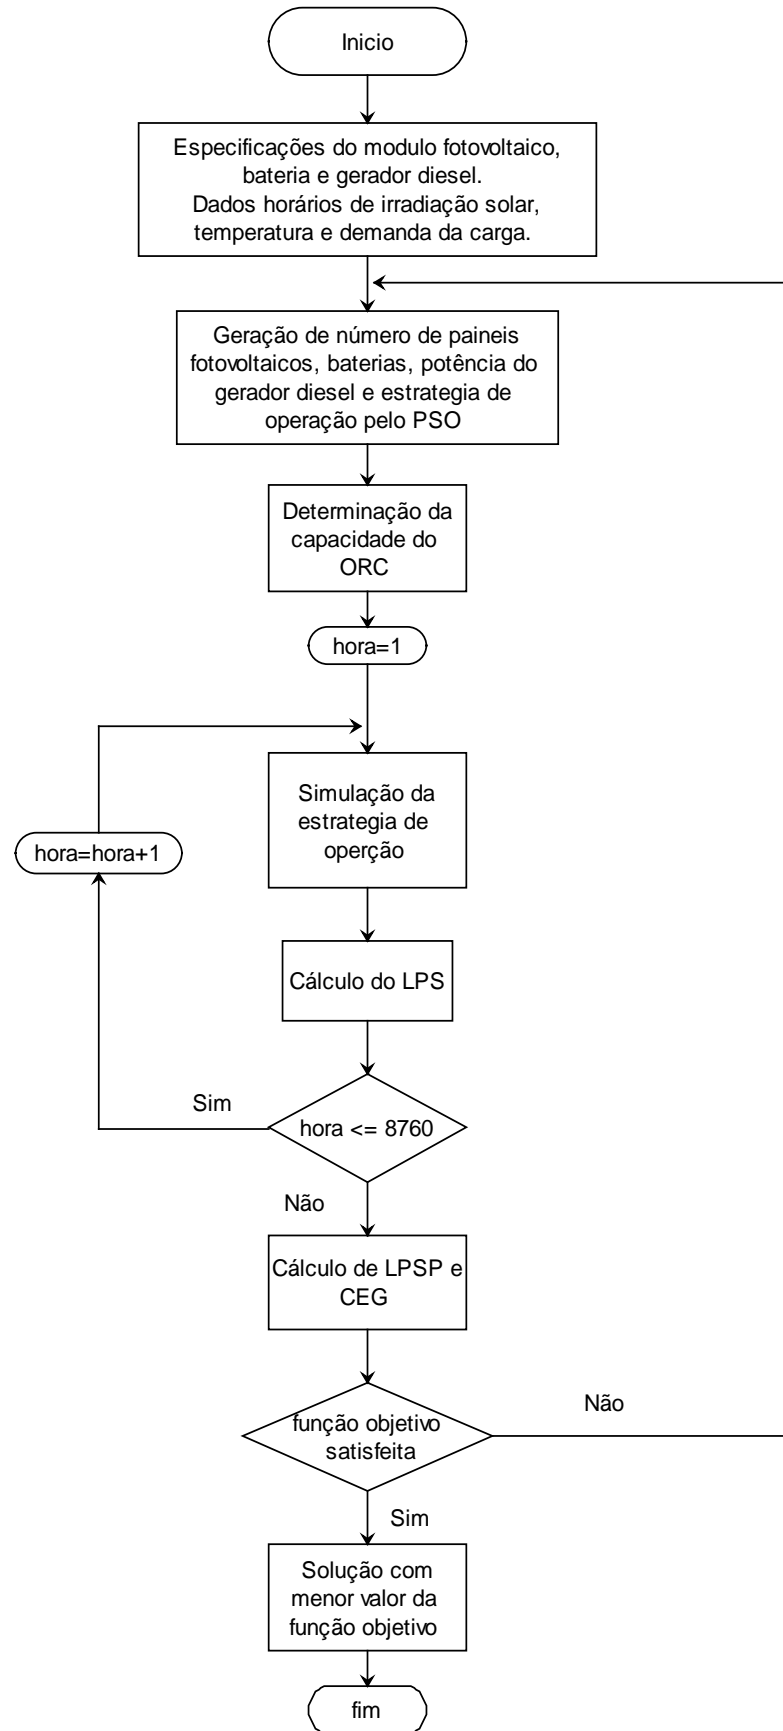 Inicio
Especificações do modulo fotovoltaico,
bateria e gerador diesel.
Dados horários de irradiação solar,
temperatura e demanda da carga.
Geração de número de paineis
fotovoltaicos, baterias, potência do
gerador diesel e estrategia de
operação pelo PSO
Determinação da
capacidade do
ORC
hora=1
Simulação da
estrategia de
operção
hora=hora+1
Cálculo do LPS
Sim
hora <= 8760
Não
Cálculo de LPSP e
CEG
Não
função objetivo
satisfeita
Sim
Solução com
menor valor da
função objetivo
fim